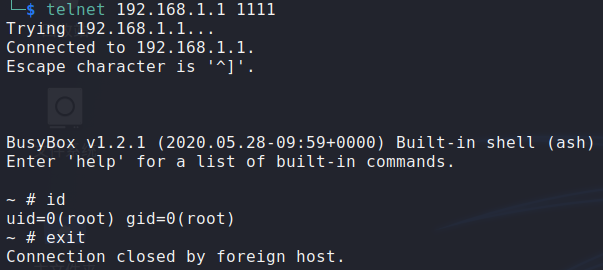 └─$ telnet 192.168.1.1 1111
Trying 192.168.1.1...
Connected to 192.168.1.1.
Escape character is '^]'.
BusyBox v1.2.1 (2020.05.28-09:59+0000) Built-in shell (ash)
Enter 'help' for a list of built-in commands.
~ # id
uid=0(root) gid=0(root)
~ # exit
Connection closed by foreign host.